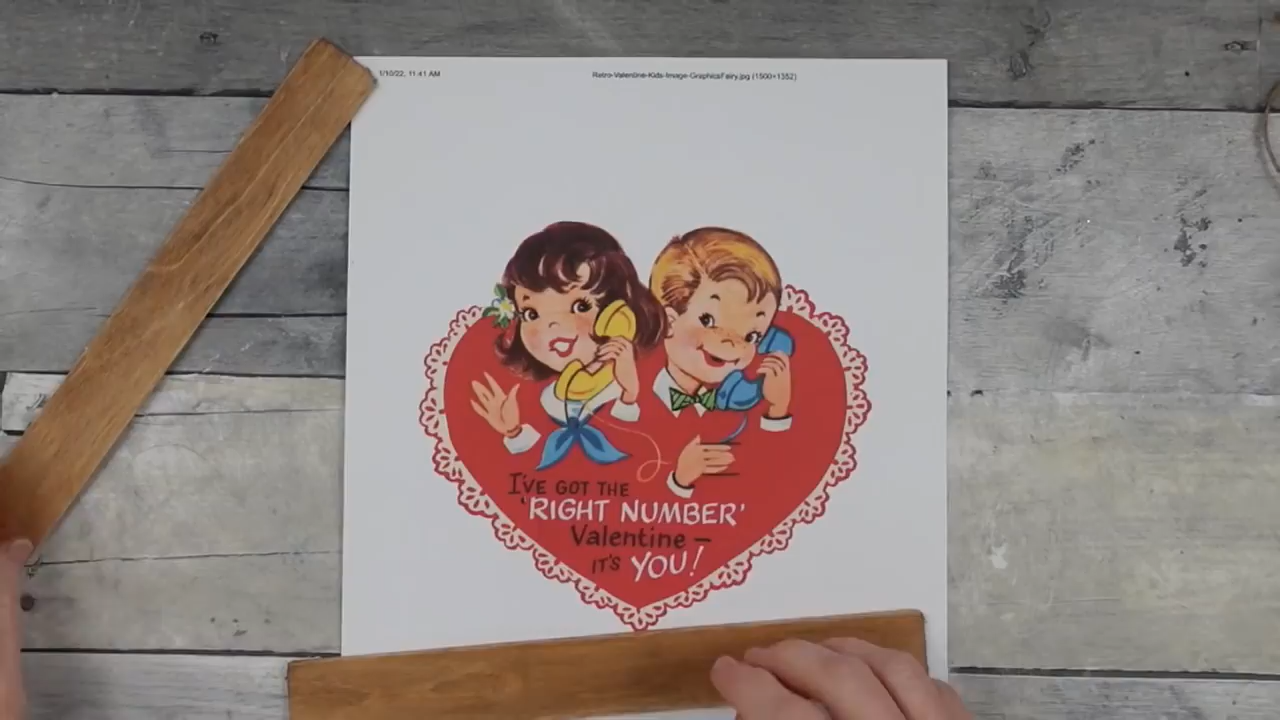 1/10/22, 11:41 AM
Retro-Valentine-Kids-Image-GraphicsFairy.jpg (1500×1352)
I'VE GOT THE
'RIGHT NUMBER'
Valentine —
IT'S YOU!